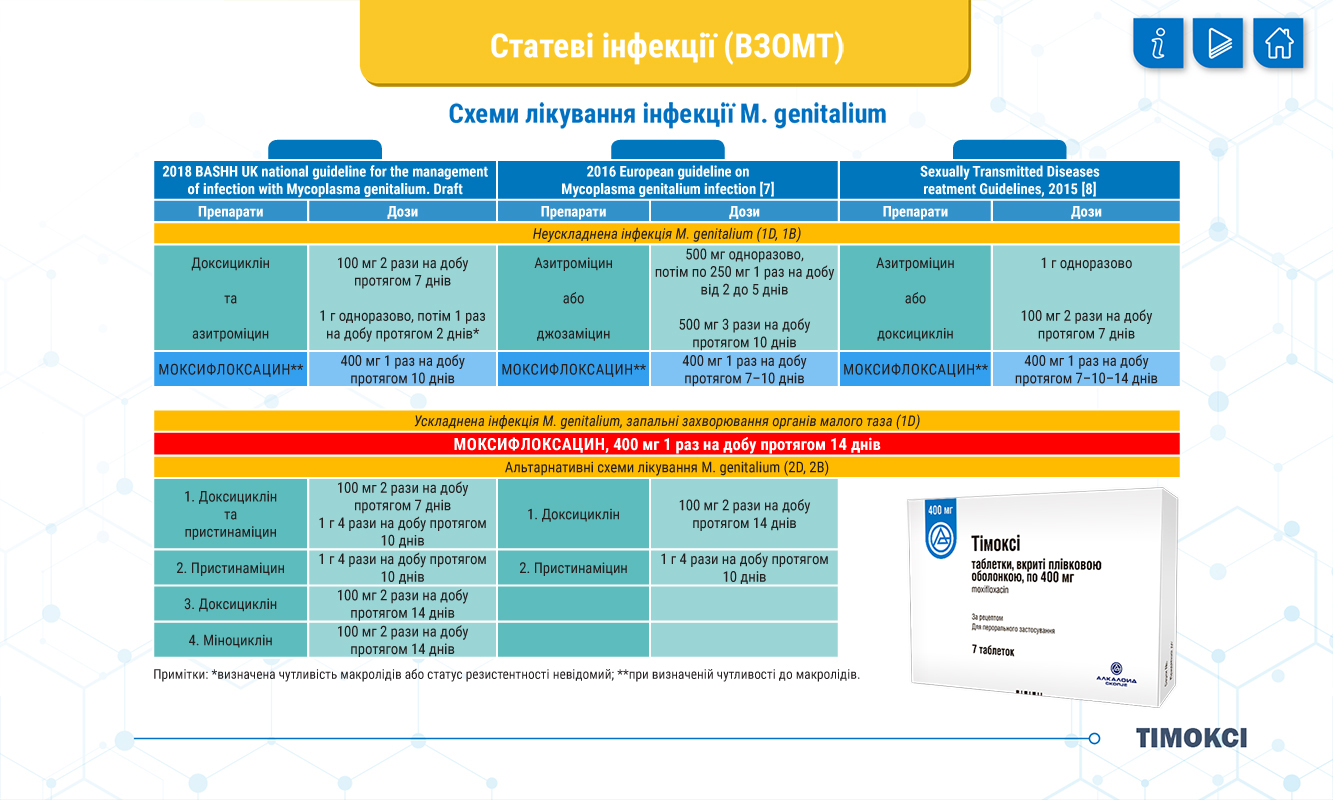 Статеві інфекції (ВЗОМТ)
Схеми лікування інфекції M. genitalium
2018 BASHH UK national guideline for the management
of infection with Mycoplasma genitalium. Draft
2016 European guideline on
Mycoplasma genitalium infection [7]
Sexually Transmitted Diseases
reatment Guidelines, 2015 [8]
Препарати
Дози
Препарати
Дози
Препарати
Дози
Неускладнена інфекція M. genitalium (1D, 1B)
Доксициклін
та
азитроміцин
100 мг 2 рази на добу
протягом 7 днів
1 г одноразово, потім 1 раз
на добу протягом 2 днів*
Азитроміцин
або
джозаміцин
500 мг одноразово,
потім по 250 мг 1 раз на добу
від 2 до 5 днів
500 мг 3 рази на добу
протягом 10 днів
Азитроміцин
або
доксициклін
1 г одноразово
100 мг 2 рази на добу
протягом 7 днів
МОКСИФЛОКСАЦИН**
400 мг 1 раз на добу
протягом 10 днів
МОКСИФЛОКСАЦИН**
400 мг 1 раз на добу
протягом 7–10 днів
МОКСИФЛОКСАЦИН**
400 мг 1 раз на добу
протягом 7–10–14 днів
Ускладнена інфекція M. genitalium, запальні захворювання органів малого таза (1D)
МОКСИФЛОКСАЦИН, 400 мг 1 раз на добу протягом 14 днів
Альтарнативні схеми лікування M. genitalium (2D, 2B)
1. Доксициклін
та
пристинаміцин
100 мг 2 рази на добу
протягом 7 днів
1 г 4 рази на добу протягом
10 днів
1. Доксициклін
100 мг 2 рази на добу
протягом 14 днів
2. Пристинаміцин
1 г 4 рази на добу протягом
10 днів
2. Пристинаміцин
1 г 4 рази на добу протягом
10 днів
3. Доксициклін
100 мг 2 рази на добу
протягом 14 днів
4. Міноциклін
100 мг 2 рази на добу
протягом 14 днів
Примітки: *визначена чутливість макролідів або статус резистентності невідомий; **при визначеній чутливості до макролідів.
400 мг
Тімоксі
таблетки, вкриті плівковою
оболонкою, по 400 мг
moxifloxacin
За рецептом
Для перорального застосування
7 таблеток
АЛКАЛОИД
СКОПЈЕ
ТІМОКСІ